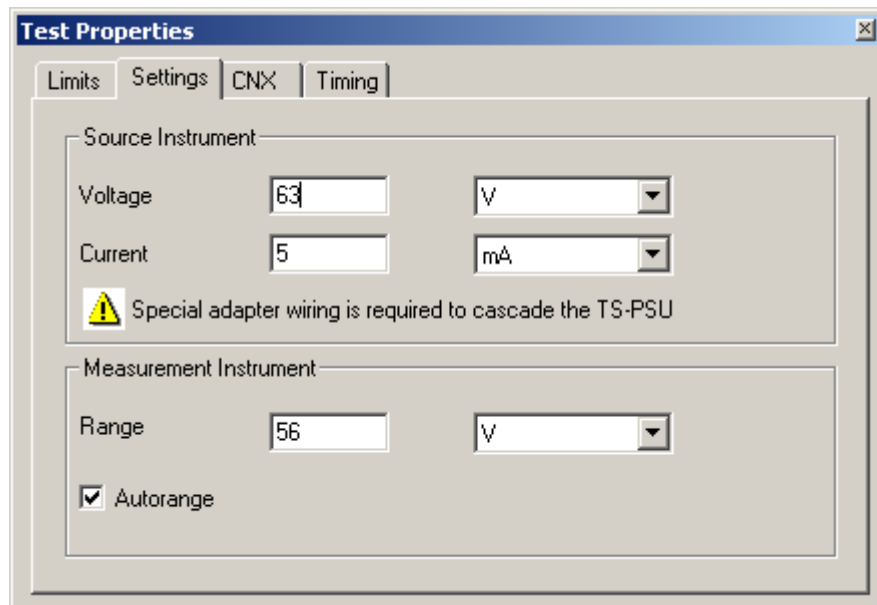 Test Properties
Limits Settings CNX Timing
Source Instrument
Voltage 63 V
Current 5 mA
Special adapter wiring is required to cascade the TS-PSU
Measurement Instrument
Range 56 V
Autorange